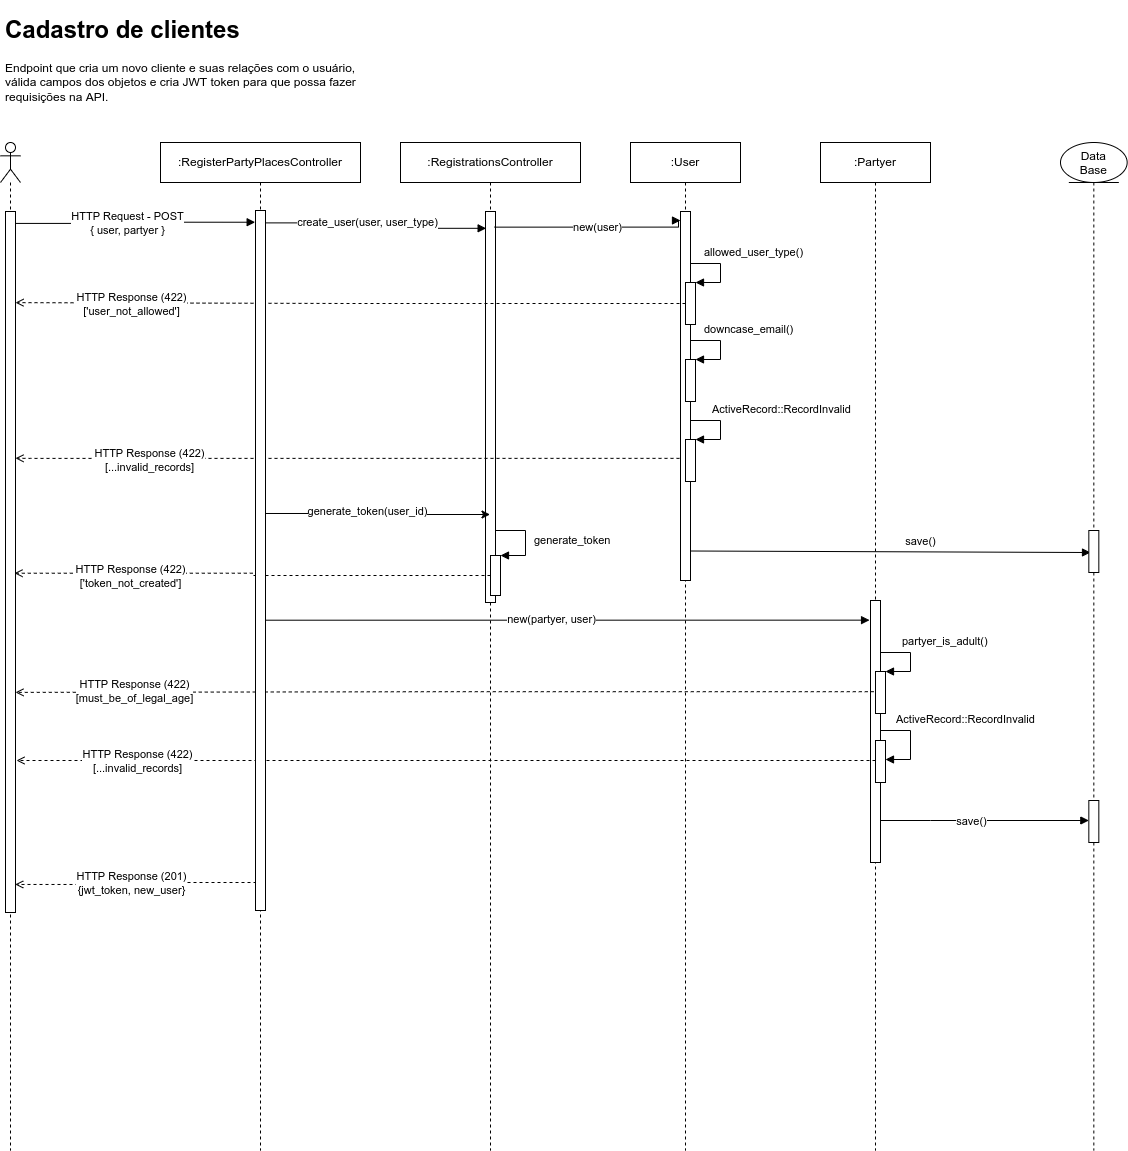 Cadastro de clientes
Endpoint que cria um novo cliente e suas relações com o usuário,
válida campos dos objetos e cria JWT token para que possa fazer
requisições na API.
:RegisterPartyPlacesController
:RegistrationsController
:User
:Partyer
Data
Base
HTTP Request - POST
{ user, partyer }
create_user(user, user_type)
new(user)
allowed_user_type()
HTTP Response (422)
['user_not_allowed']
downcase_email()
ActiveRecord::RecordInvalid
HTTP Response (422)
[...invalid_records]
generate_token(user_id)
generate_token
save()
HTTP Response (422)
['token_not_created']
new(partyer, user)
partyer_is_adult()
HTTP Response (422)
[must_be_of_legal_age]
ActiveRecord::RecordInvalid
HTTP Response (422)
[...invalid_records]
save()
HTTP Response (201)
{jwt_token, new_user}